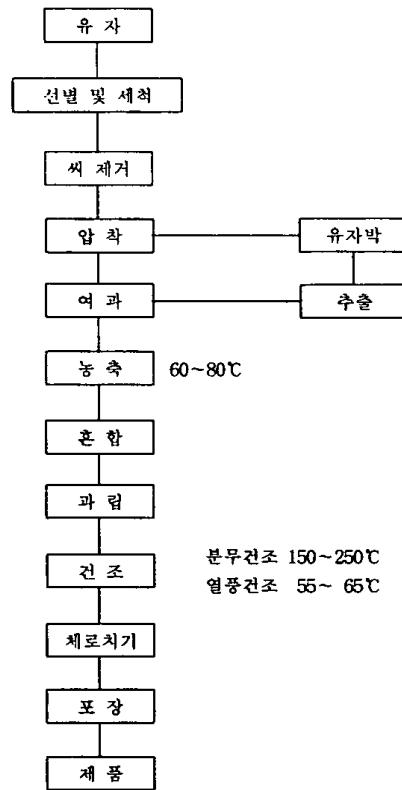 유 자
선별 및 세척
씨 제거
압 착
유자박
여 과
추출
농 축
60~80℃
혼 합
과 립
건 조
분무건조 150~250℃
열풍건조 55~ 65℃
체로치기
포 장
제 품